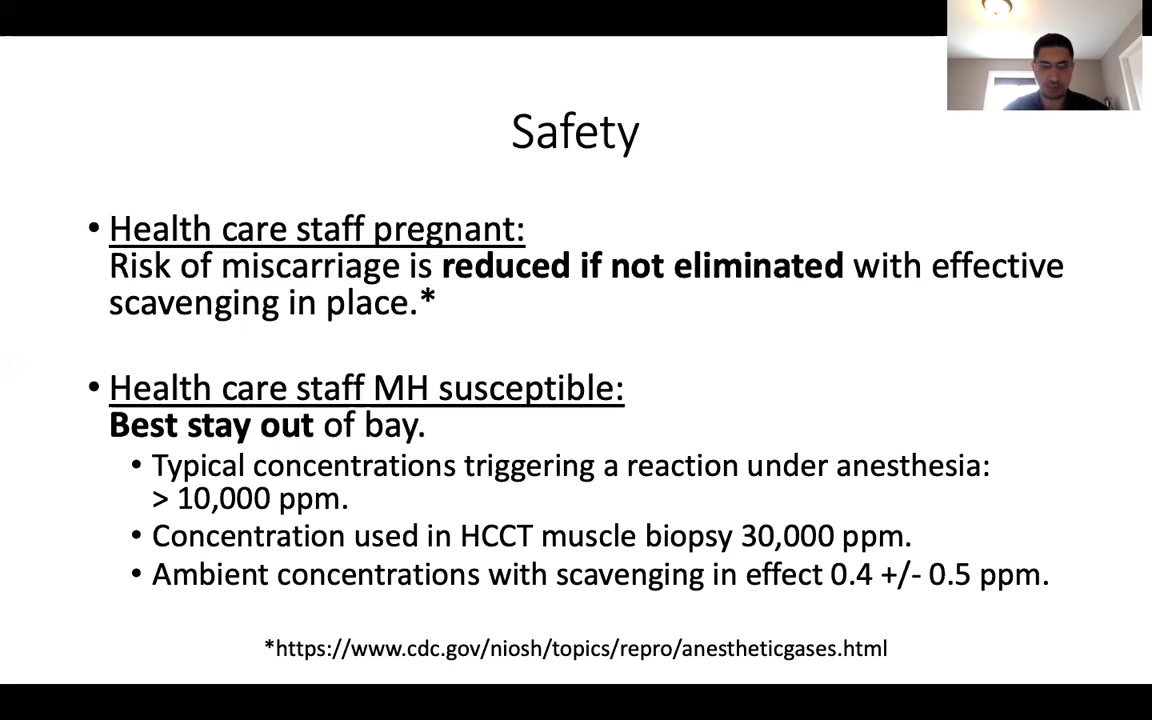 Safety
• Health care staff pregnant:
Risk of miscarriage is reduced if not eliminated with effective
scavenging in place.*
• Health care staff MH susceptible:
Best stay out of bay.
• Typical concentrations triggering a reaction under anesthesia:
> 10,000 ppm.
• Concentration used in HCCT muscle biopsy 30,000 ppm.
• Ambient concentrations with scavenging in effect 0.4 +/- 0.5 ppm.
*https://www.cdc.gov/niosh/topics/repro/anestheticgases.html